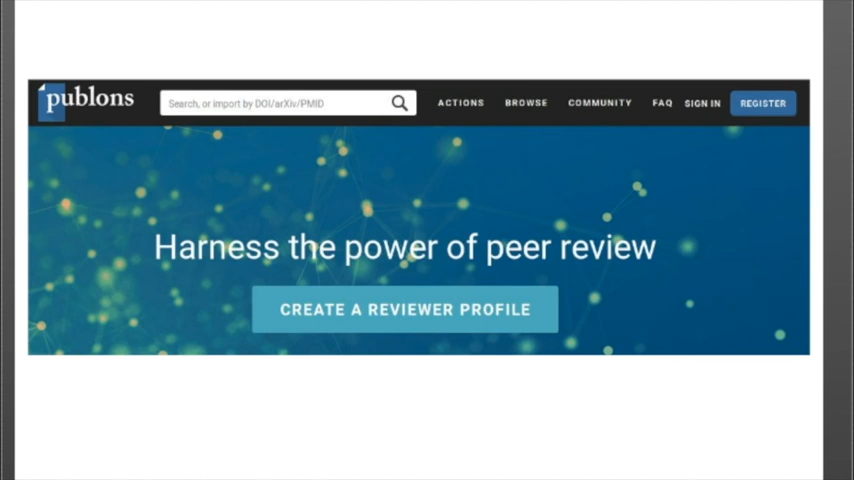 publons
Search, or import by DOI/arXiv/PMID
ACTIONS BROWSE COMMUNITY FAQ SIGN IN REGISTER
Harness the power of peer review
CREATE A REVIEWER PROFILE